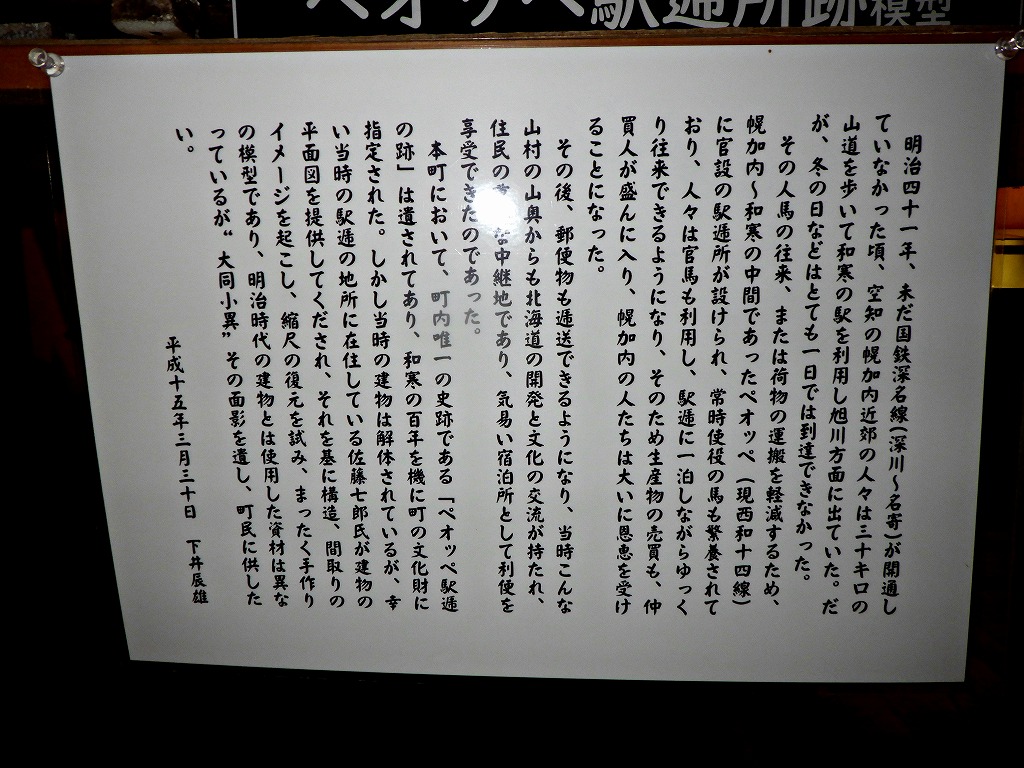 ペオッペ駅逓所跡模型
明治四十一年、未だ国鉄深名線(深川〜名寄)が開通し
ていなかった頃、空知の幌加内近郊の人々は三十キロの
山道を歩いて和寒の駅を利用し旭川方面に出ていた。だ
が、冬の日などはとても一日では到達できなかった。
その人馬の往来、または荷物の運搬を軽減するため、
幌加内〜和寒の中間であったペオッペ(現西和十四線)
に官設の駅逓所が設けられ、常時使役の馬も繁養されて
おり、人々は官馬も利用し、駅逓に一泊しながらゆっく
り往来できるようになり、そのため生産物の売買も、仲
買人が盛んに入り、幌加内の人たちは大いに恩恵を受け
ることになった。
その後、郵便物も逓送できるようになり、当時こんな
山村の山奥からも北海道の開発と文化の交流が持たれ、
住民の な中継地であり、気易い宿泊所として利便を
享受できたのであった。
本町において、町内唯一の史跡である「ペオッペ駅逓
の跡」は遺されてあり、和寒の百年を機に町の文化財に
指定された。しかし当時の建物は解体されているが、幸
い当時の駅逓の地所に在住している佐藤七郎氏が建物の
平面図を提供してくだされ、それを基に構造、間取りの
イメージを起こし、縮尺の復元を試み、まったく手作り
の模型であり、明治時代の建物とは使用した資材は異な
っているが“大同小異”その面影を遺し、町民に供した
い。
平成十五年三月三十日 下井辰雄